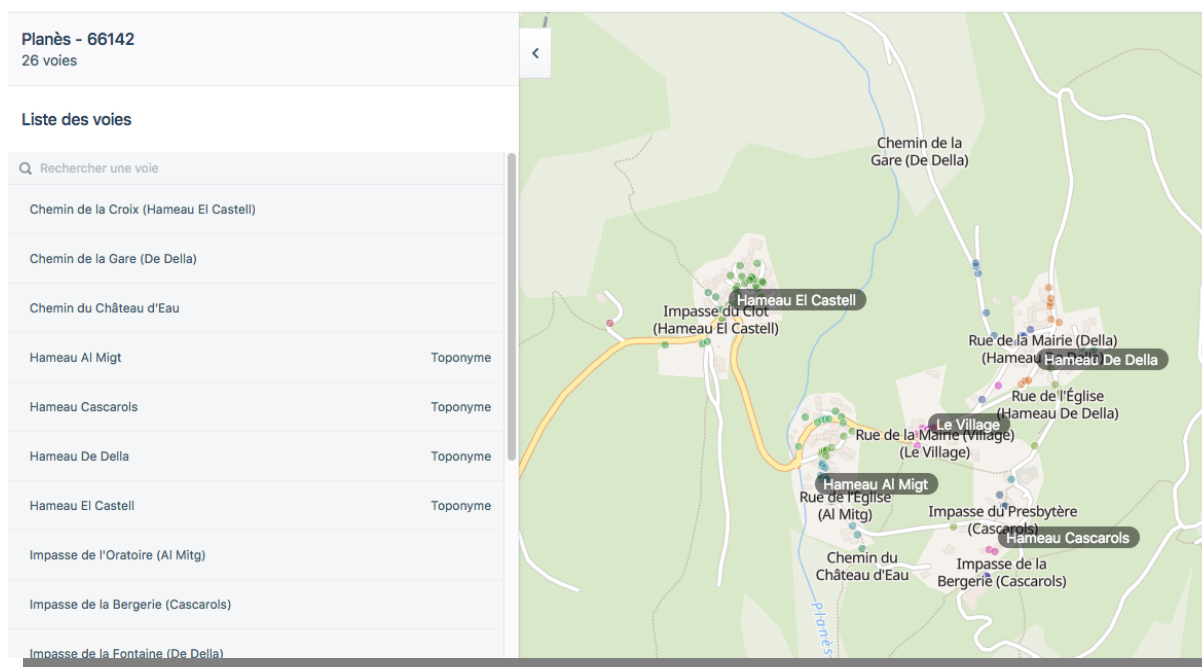 Planès - 66142
26 voies
Liste des voies
Rechercher une voie
Chemin de la Croix (Hameau El Castell)
Chemin de la Gare (De Della)
Chemin du Château d'Eau
Hameau Al Migt Toponyme
Hameau Cascarols Toponyme
Hameau De Della Toponyme
Hameau El Castell Toponyme
Impasse de l'Oratoire (Al Mitg)
Impasse de la Bergerie (Cascarols)
Impasse de la Fontaine (De Della)
Chemin de la
Gare (De Della)
Hameau El Castell
Impasse du Clot
(Hameau El Castell)
Rue de la Mairie (Della)
(Hameau De Della)
Hameau De Della
Rue de l'Église
(Hameau De Della)
Le Village
Rue de la Mairie (Village)
(Le Village)
Hameau Al Migt
Rue de l'Église
(Al Mitg)
Impasse du Presbytère
(Cascarols)
Hameau Cascarols
Chemin du
Château d'Eau
Impasse de la
Bergerie (Cascarols)
Planès